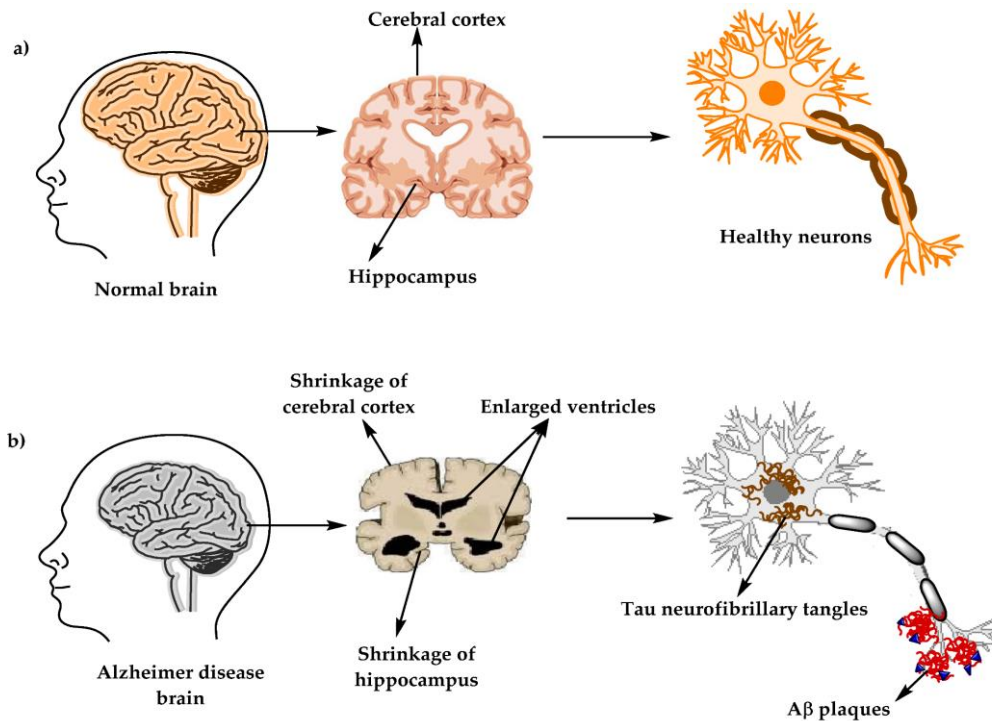 a)
Cerebral cortex
Healthy neurons
Hippocampus
Normal brain
b)
Shrinkage of
cerebral cortex
Enlarged ventricles
Tau neurofibrillary tangles
Shrinkage of
hippocampus
Alzheimer disease
brain
Aβ plaques